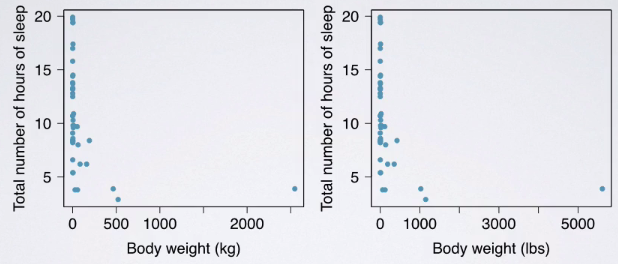 Total number of hours of sleep
20
15
10
5
0 500 1000 2000
Body weight (kg)
Total number of hours of sleep
20
15
10
5
0 1000 3000 5000
Body weight (lbs)